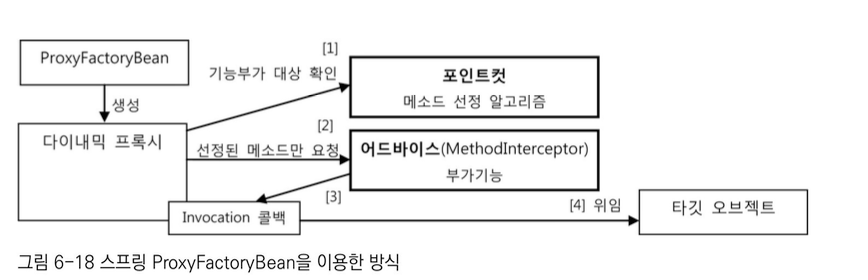 ProxyFactoryBean
[1]
기능부가 대상 확인
포인트컷
메소드 선정 알고리즘
생성
다이내믹 프록시
[2]
선정된 메소드만 요청
어드바이스(MethodInterceptor)
부가기능
[3]
Invocation 콜백
[4] 위임
타깃 오브젝트
그림 6-18 스프링 ProxyFactoryBean을 이용한 방식